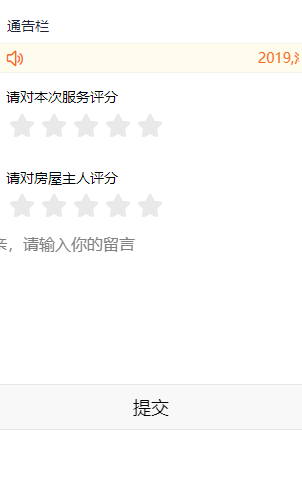 通告栏
2019,
请对本次服务评分
请对房屋主人评分
亲，请输入你的留言
提交